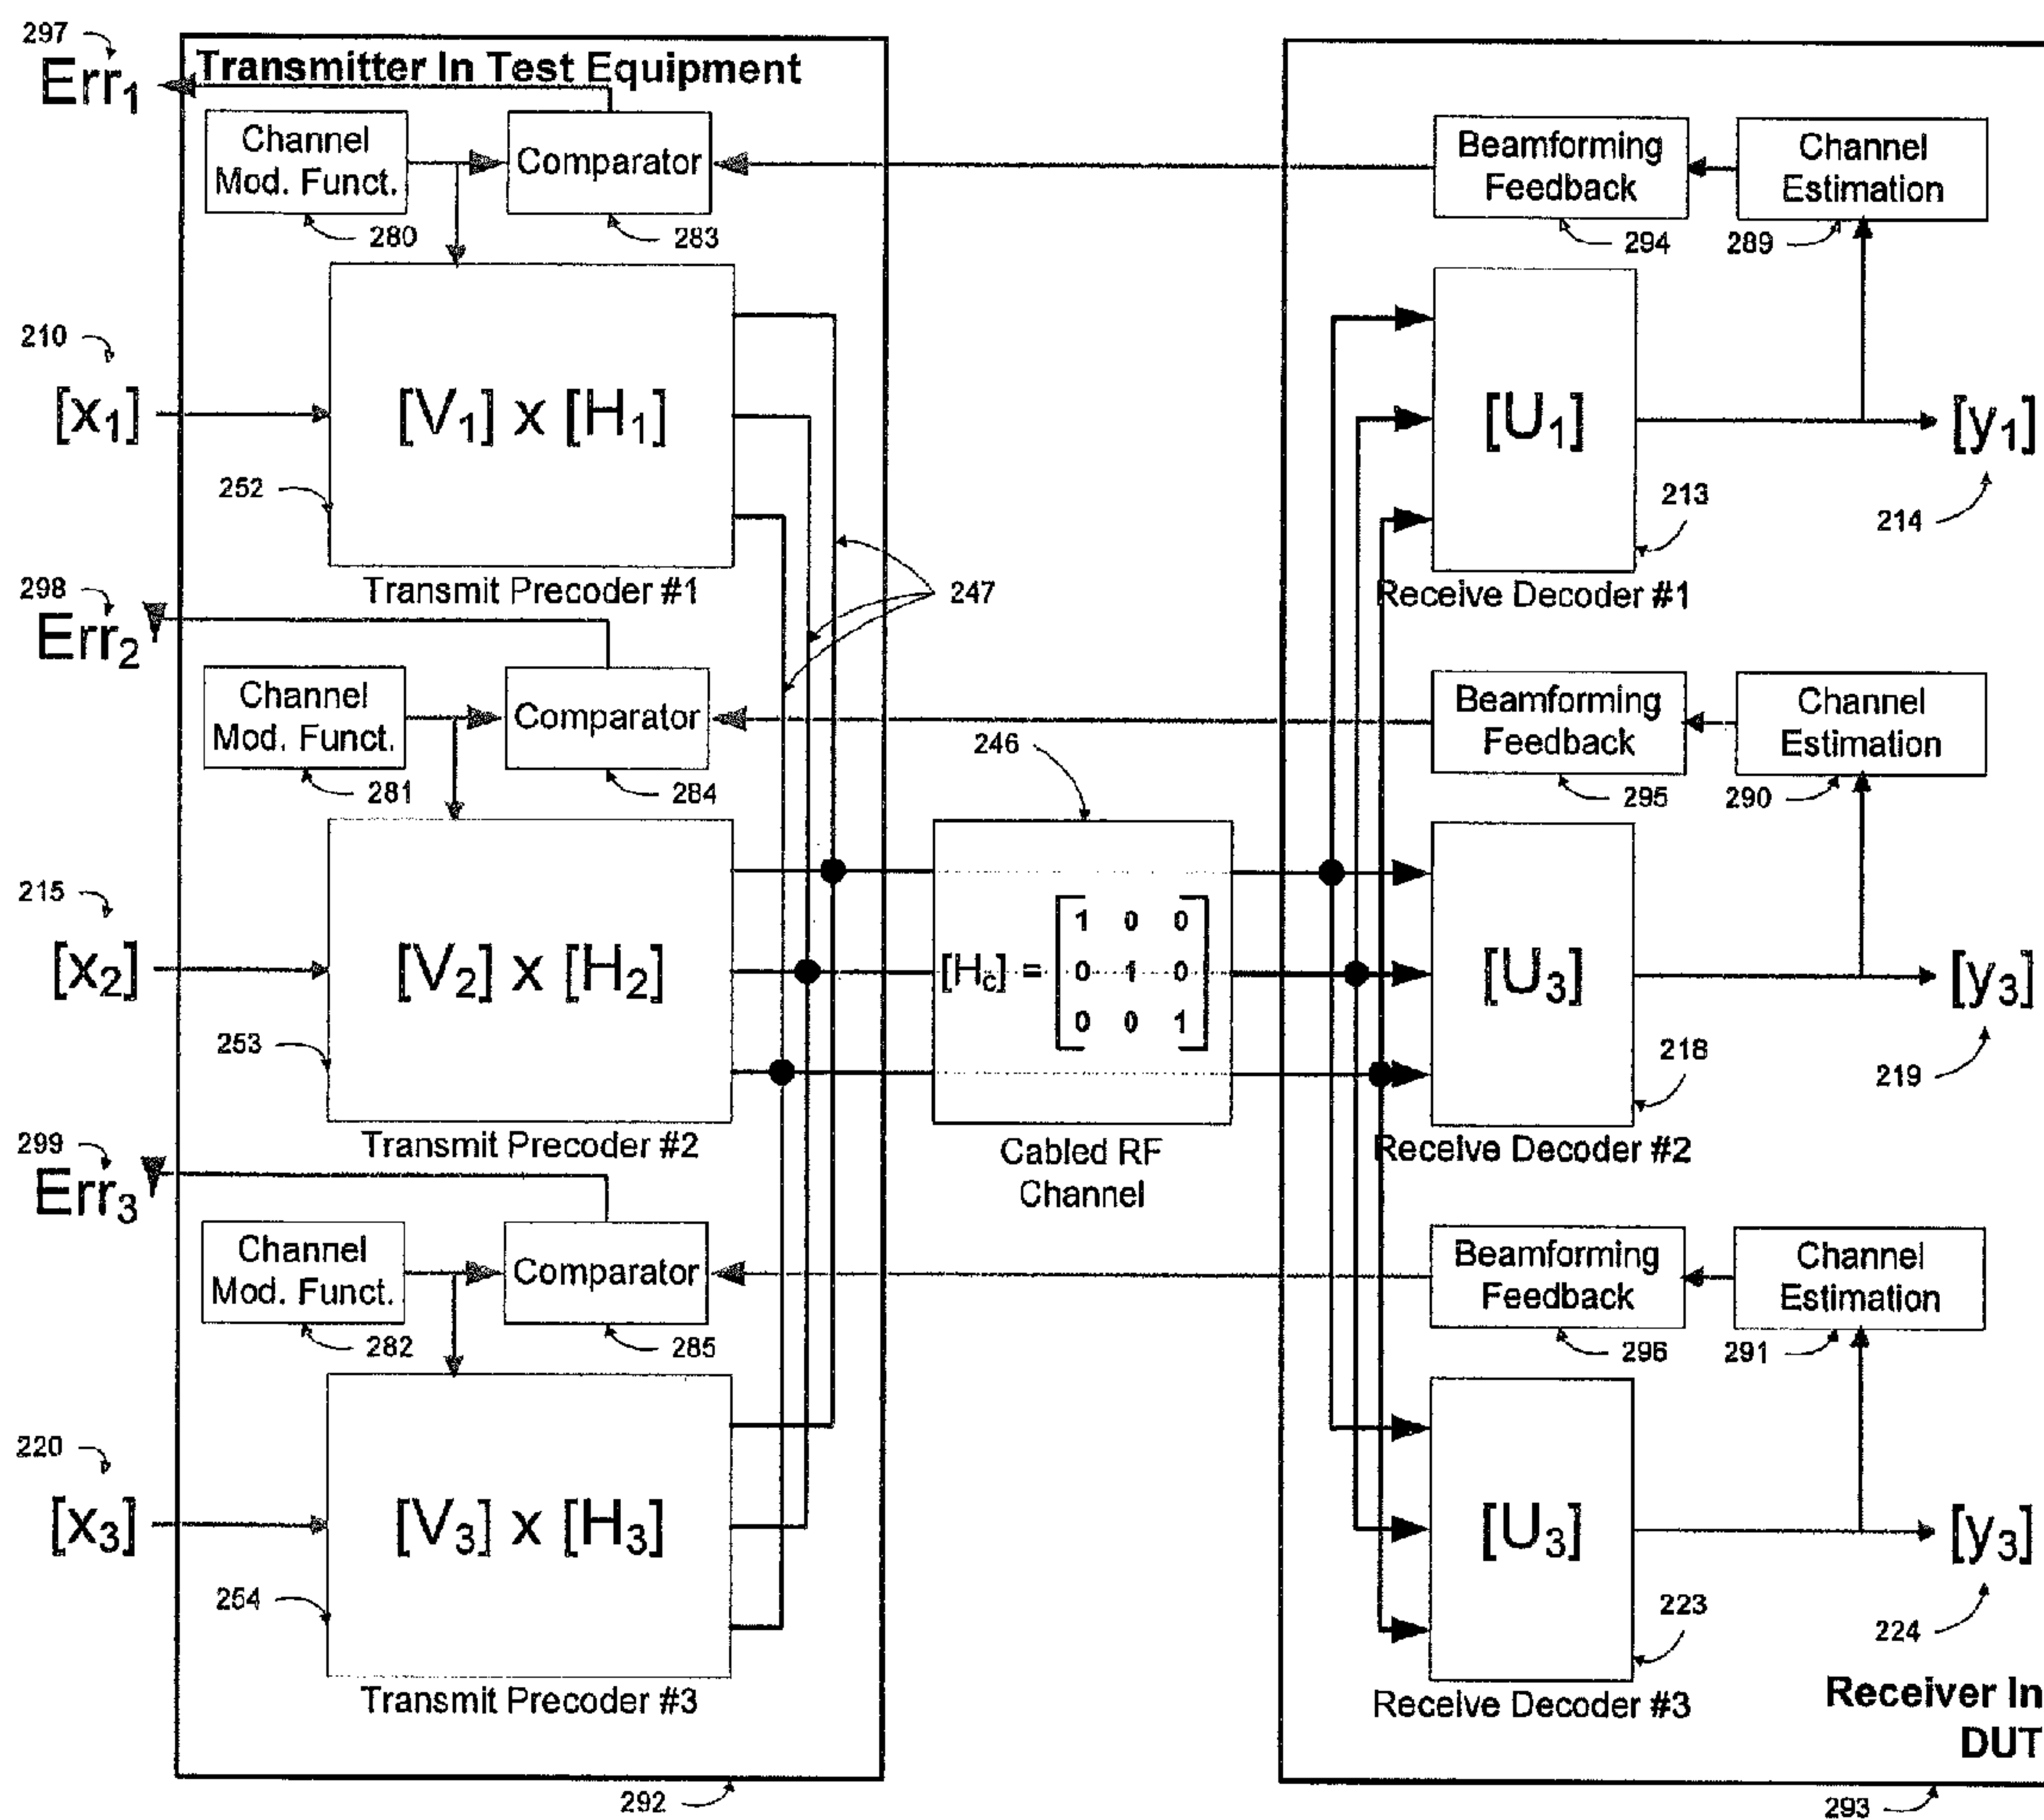 297
Err1
Transmitter In Test Equipment
Channel
Mod. Funct.
Comparator
Beamforming
Feedback
Channel
Estimation
280
283
294
289
210
[x1]
[V1] x [H1]
[U1]
[y1]
252
213
214
Transmit Precoder #1
247
Receive Decoder #1
298
Err2
Channel
Mod. Funct.
Comparator
Beamforming
Feedback
Channel
Estimation
281
284
246
295
290
215
[x2]
[V2] x [H2]
[Hc] =
1 0 0
0 1 0
0 0 1
[U3]
[y3]
253
218
219
Transmit Precoder #2
Cabled RF
Channel
Receive Decoder #2
299
Err3
Channel
Mod. Funct.
Comparator
Beamforming
Feedback
Channel
Estimation
282
285
296
291
220
[x3]
[V3] x [H3]
[U3]
[y3]
254
223
224
Transmit Precoder #3
Receive Decoder #3
Receiver In
DUT
292
293